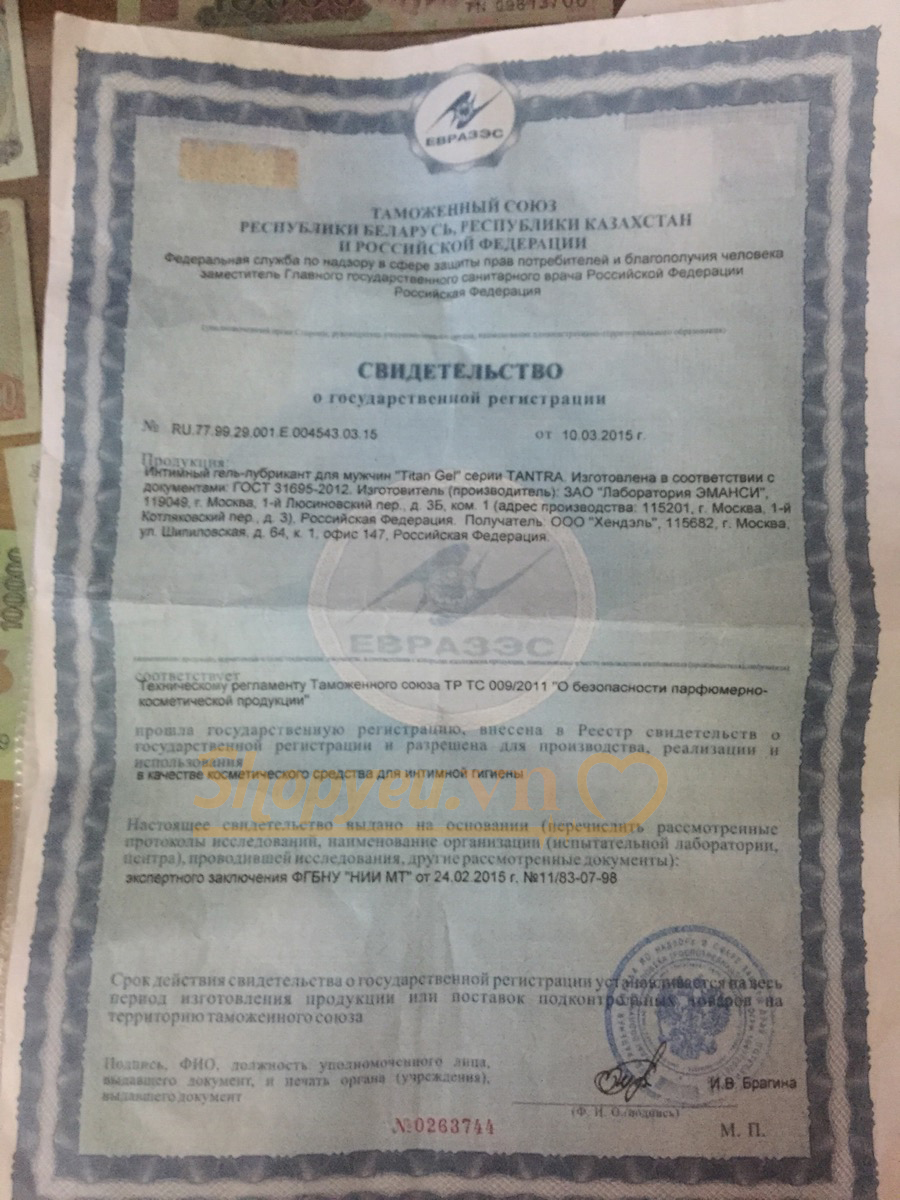 ЕВРАЗЭС
ТАМОЖЕННЫЙ СОЮЗ
РЕСПУБЛИКИ БЕЛАРУСЬ, РЕСПУБЛИКИ КАЗАХСТАН
И РОССИЙСКОЙ ФЕДЕРАЦИИ
Федеральная служба по надзору в сфере защиты прав потребителей и благополучия человека
заместитель Главного государственного санитарного врача Российской Федерации
Российская Федерация
СВИДЕТЕЛЬСТВО
о государственной регистрации
№ RU.77.99.29.001.E.004543.03.15 от 10.03.2015 г.
Продукция:
Интимный гель-лубрикант для мужчин "Titan Gel" серии TANTRA. Изготовлена в соответствии с
документами: ГОСТ 31695-2012. Изготовитель (производитель): ЗАО "Лаборатория ЭМАНСИ",
119049, г. Москва, 1-й Люсиновский пер., д. 3Б, ком. 1 (адрес производства: 115201, г. Москва, 1-й
Котляковский пер., д. 3), Российская Федерация. Получатель: ООО "Хендэль", 115682, г. Москва,
ул. Шипиловская, д. 64, к. 1, офис 147, Российская Федерация.
ЕВРАЗЭС
соответствует
Техническому регламенту Таможенного союза ТР ТС 009/2011 "О безопасности парфюмерно-
косметической продукции"
прошла государственную регистрацию, внесена в Реестр свидетельств о
государственной регистрации и разрешена для производства, реализации и
использования
в качестве косметического средства для интимной гигиены
Shopyeu.vn
Настоящее свидетельство выдано на основании (перечислить рассмотренные
протоколы исследований, наименование организации (испытательной лаборатории,
центра), проводившей исследования, другие рассмотренные документы):
экспертного заключения ФГБНУ "НИИ МТ" от 24.02.2015 г. №11/83-07-98
Срок действия свидетельства о государственной регистрации устанавливается на весь
период изготовления продукции или поставок подконтрольных товаров на
территорию таможенного союза
Подпись, ФИО, должность уполномоченного лица,
выдавшего документ, и печать органа (учреждения),
выдавшего документ
И.В. Брагина
(Ф. И. О./подпись)
№0263744
М. П.
100000